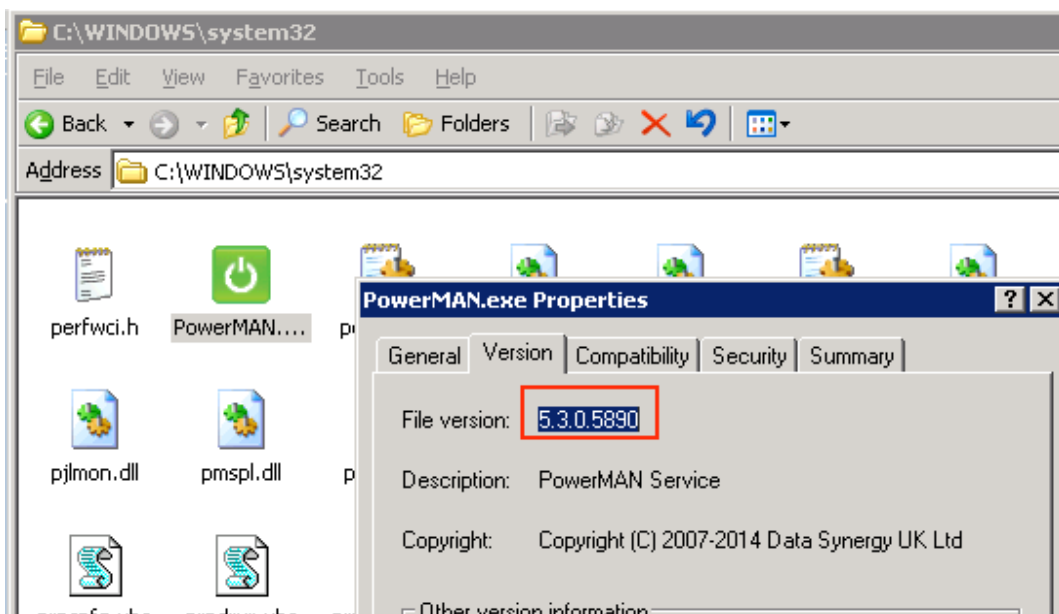 C:\WINDOWS\system32
File Edit View Favorites Tools Help
Back Search Folders
Address C:\WINDOWS\system32
perfwci.h PowerMAN....
PowerMAN.exe Properties
General Version Compatibility Security Summary
File version: 5.3.0.5890
pjlmon.dll pmspl.dll
Description: PowerMAN Service
Copyright: Copyright (C) 2007-2014 Data Synergy UK Ltd
Other version information